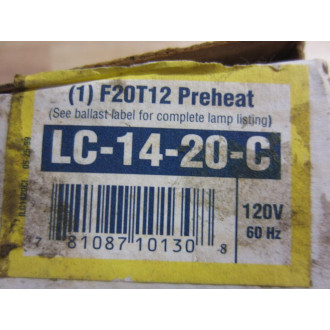 (1) F20T12 Preheat
(See ballast label for complete lamp listing)
LC-14-20-C
120V
60 Hz
7 81087 10130 8